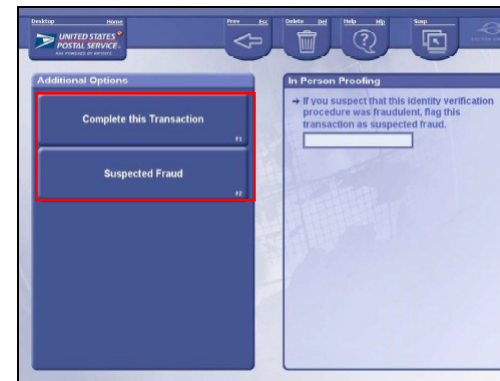 Desktop Home
Prev Esc
Delete Del
Help Hlp
Susp
UNITED STATES
POSTAL SERVICE
Additional Options
Complete this Transaction
F1
Suspected Fraud
F2
In Person Proofing
→ If you suspect that this identity verification
procedure was fraudulent, flag this
transaction as suspected fraud.